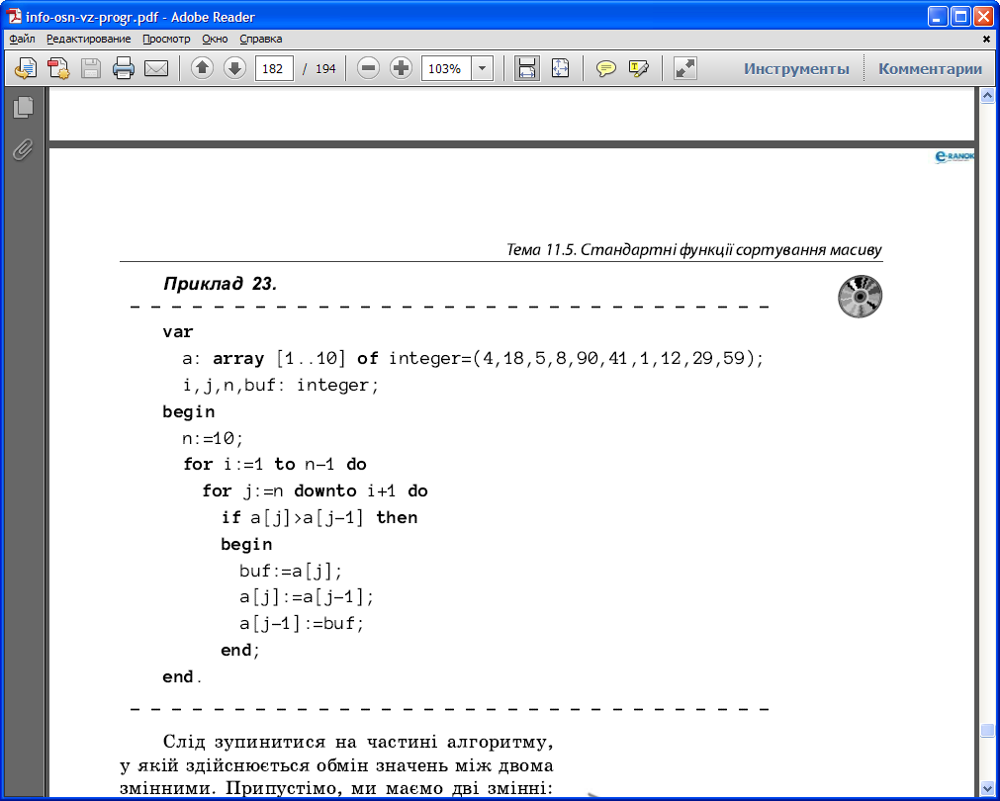 info-osn-vz-progr.pdf - Adobe Reader
Файл Редактирование Просмотр Окно Справка
182 / 194 103% Инструменты Комментарии
e-RANOK
Тема 11.5. Стандартні функції сортування масиву
Приклад 23.
var
a: array [1..10] of integer=(4,18,5,8,90,41,1,12,29,59);
i,j,n,buf: integer;
begin
n:=10;
for i:=1 to n-1 do
for j:=n downto i+1 do
if a[j]>a[j-1] then
begin
buf:=a[j];
a[j]:=a[j-1];
a[j-1]:=buf;
end;
end.
Слід зупинитися на частині алгоритму,
у якій здійснюється обмін значень між двома
змінними. Припустімо, ми маємо дві змінні: